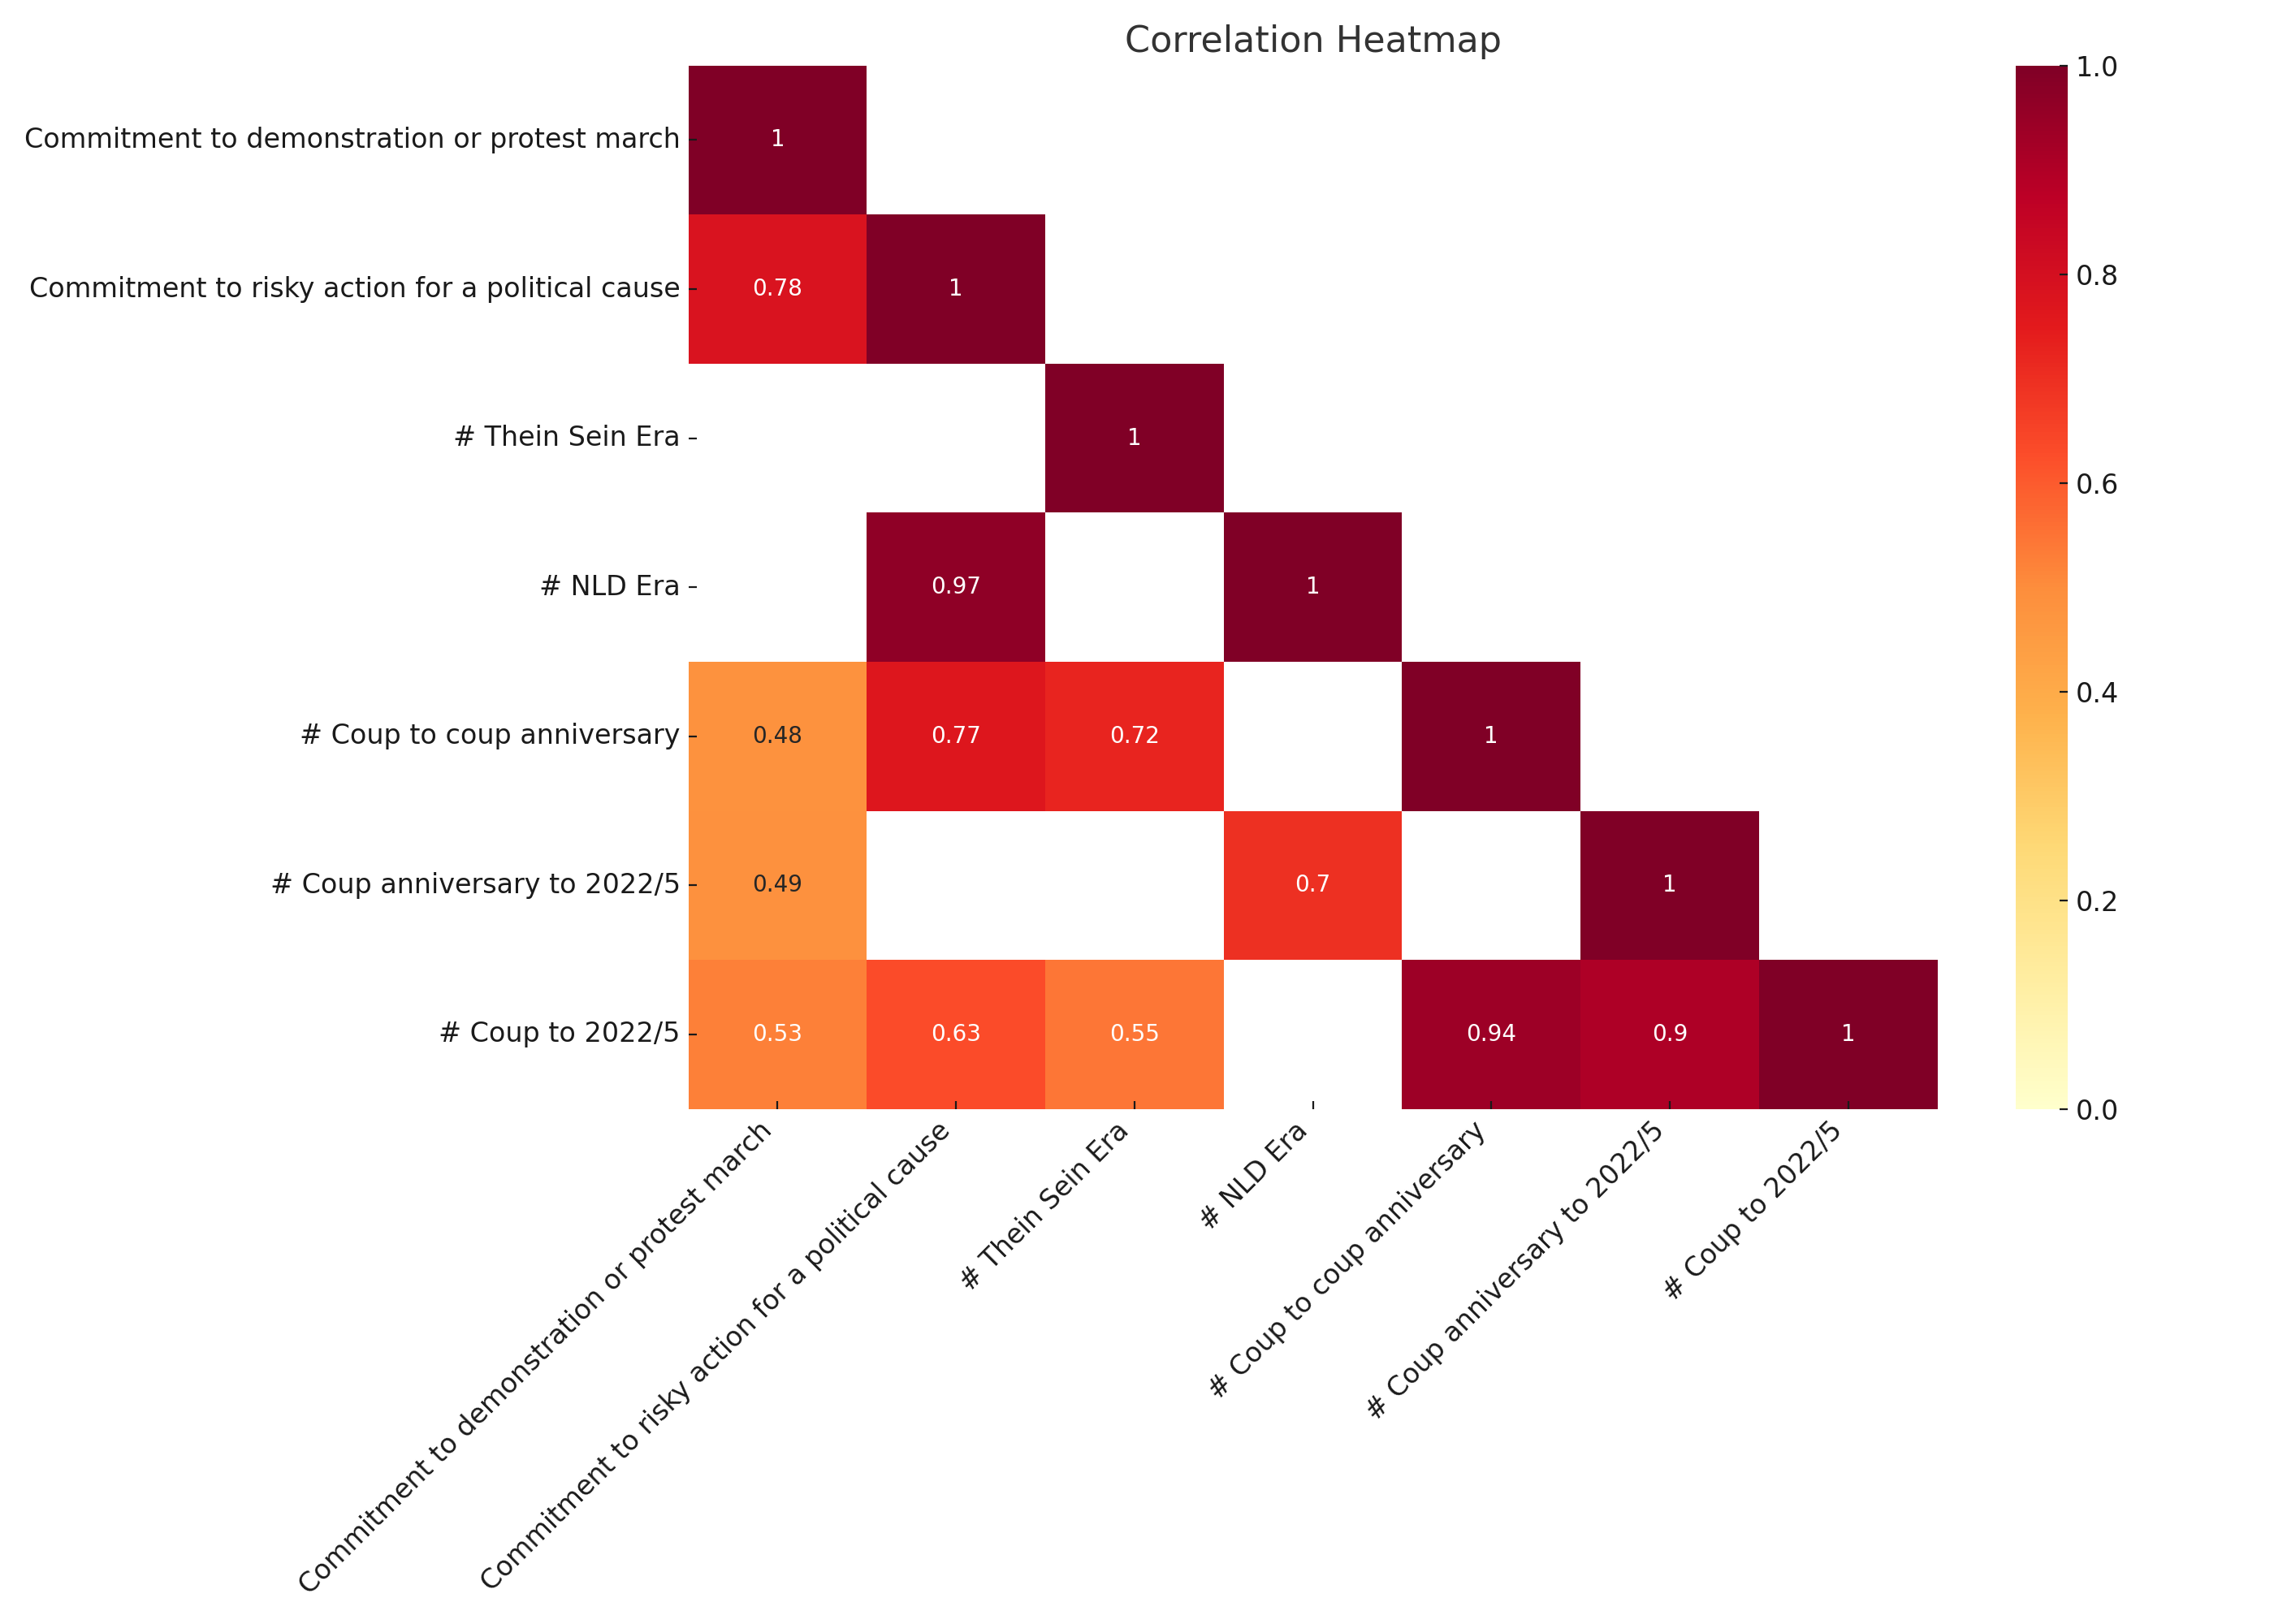 Correlation Heatmap
Commitment to demonstration or protest march
1
Commitment to risky action for a political cause
0.78 1
# Thein Sein Era
1
# NLD Era
0.97 1
# Coup to coup anniversary
0.48 0.77 0.72 1
# Coup anniversary to 2022/5
0.49 0.7 1
# Coup to 2022/5
0.53 0.63 0.55 0.94 0.9 1
Commitment to demonstration or protest march
Commitment to risky action for a political cause
# Thein Sein Era
# NLD Era
# Coup to coup anniversary
# Coup anniversary to 2022/5
# Coup to 2022/5
1.0
0.8
0.6
0.4
0.2
0.0